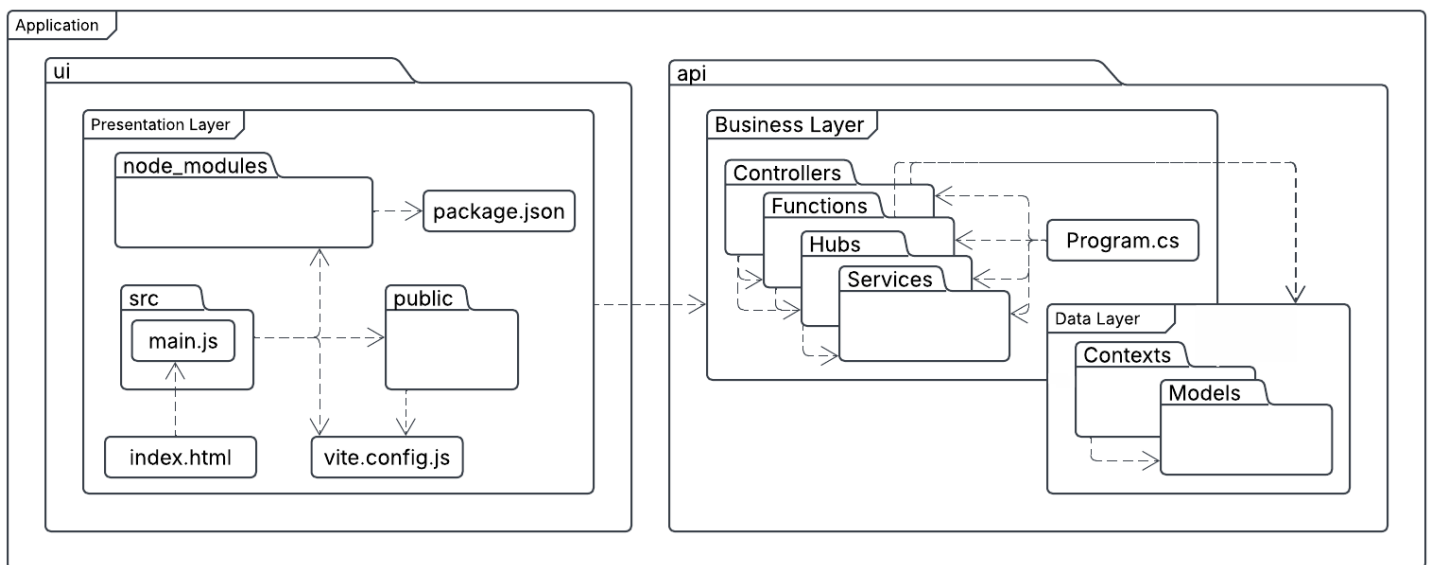 Application
ui
Presentation Layer
node_modules
package.json
src
main.js
public
index.html
vite.config.js
api
Business Layer
Controllers
Functions
Hubs
Services
Program.cs
Data Layer
Contexts
Models